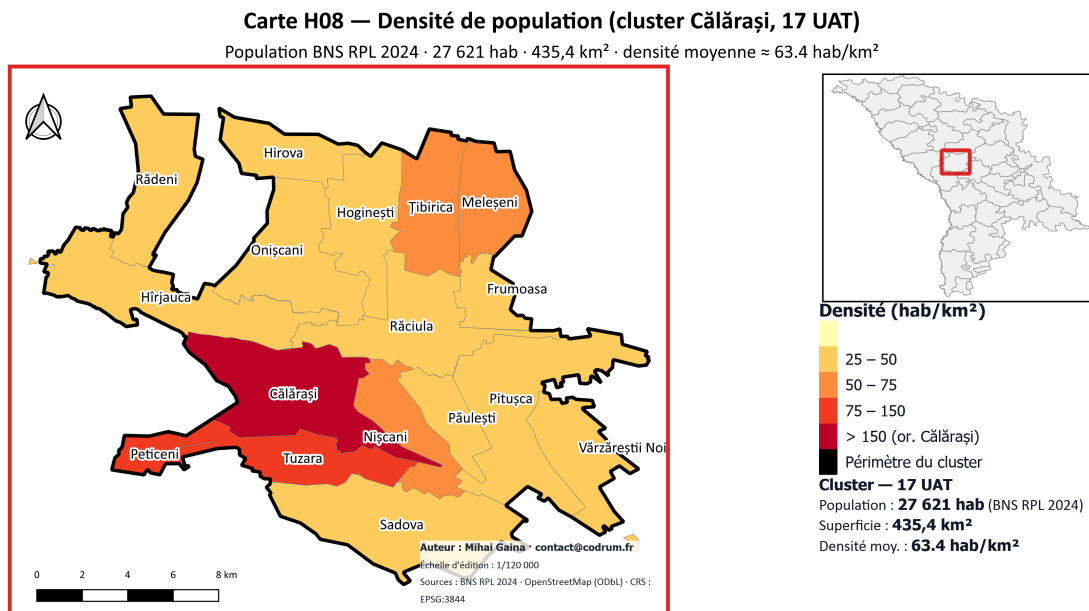 Carte H08 — Densité de population (cluster Călărași, 17 UAT)
Population BNS RPL 2024 · 27 621 hab · 435,4 km² · densité moyenne ≈ 63.4 hab/km²
Hirova
Rădeni
Hoginești
Țibirica
Meleșeni
Onișcani
Frumoasa
Hîrjauca
Răciula
Călărași
Pitușca
Păulești
Nișcani
Vărzăreștii Noi
Peticeni
Tuzara
Sadova
Auteur : Mihai Gaina · contact@codrum.fr
Échelle d'édition : 1/120 000
Sources : BNS RPL 2024 · OpenStreetMap (ODbL) · CRS :
EPSG:3844
0 2 4 6 8 km
Densité (hab/km²)
25 – 50
50 – 75
75 – 150
> 150 (or. Călărași)
Périmètre du cluster
Cluster — 17 UAT
Population : 27 621 hab (BNS RPL 2024)
Superficie : 435,4 km²
Densité moy. : 63.4 hab/km²